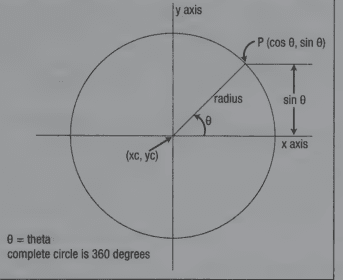 y axis
P (cos θ, sin θ)
radius
sin θ
θ
x axis
(xc, yc)
θ = theta
complete circle is 360 degrees